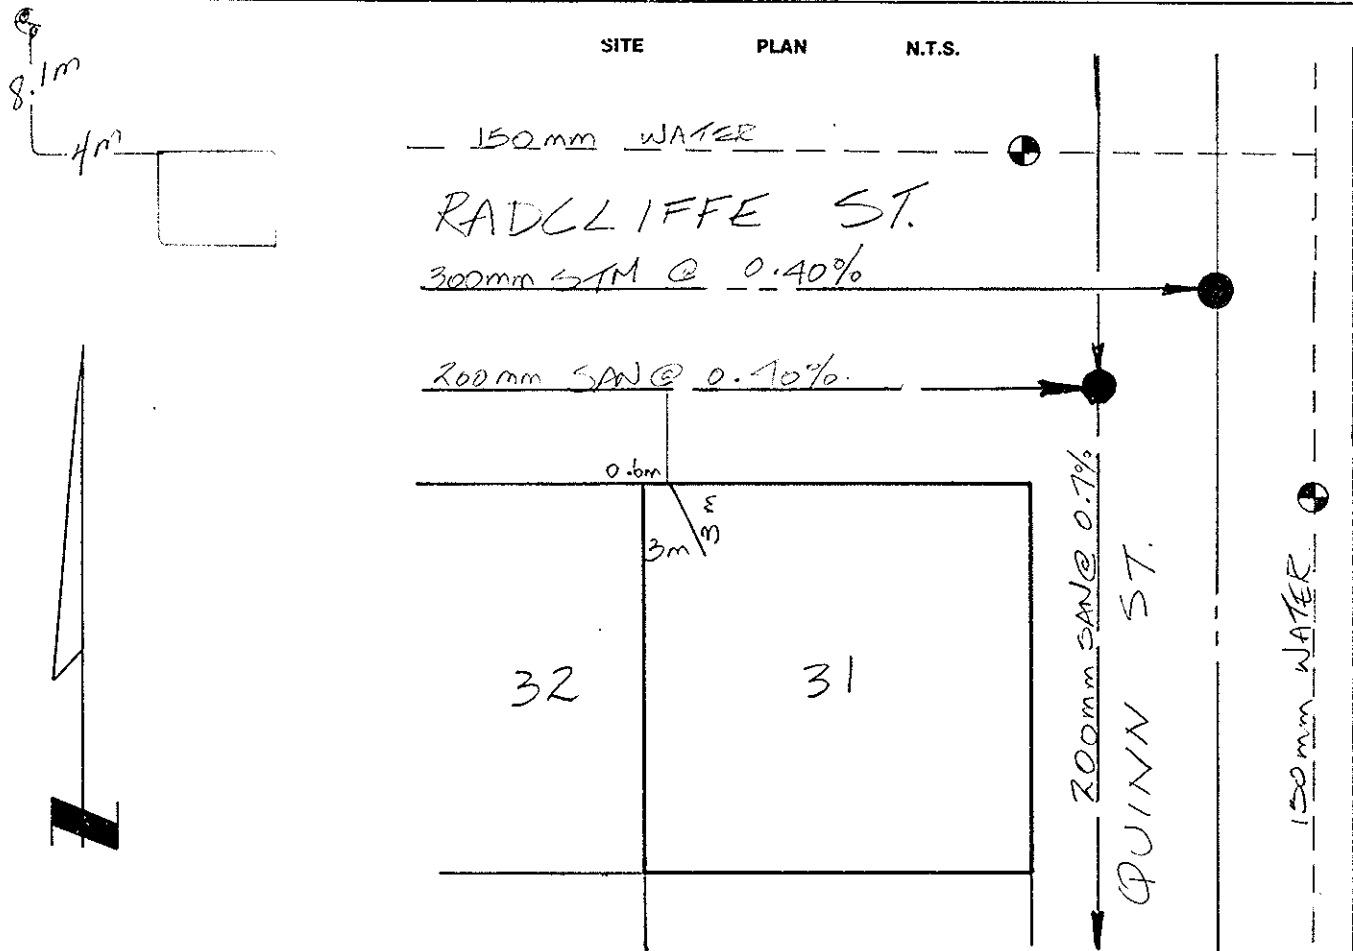 SITE PLAN N.T.S.
8.1m
4m
150mm WATER
RADCLIFFE ST.
300mm STM @ 0.40%
200mm SAN @ 0.70%.
0.6m
3m
3m
32
31
200mm SAN @ 0.7%
QUINN ST.
150mm WATER